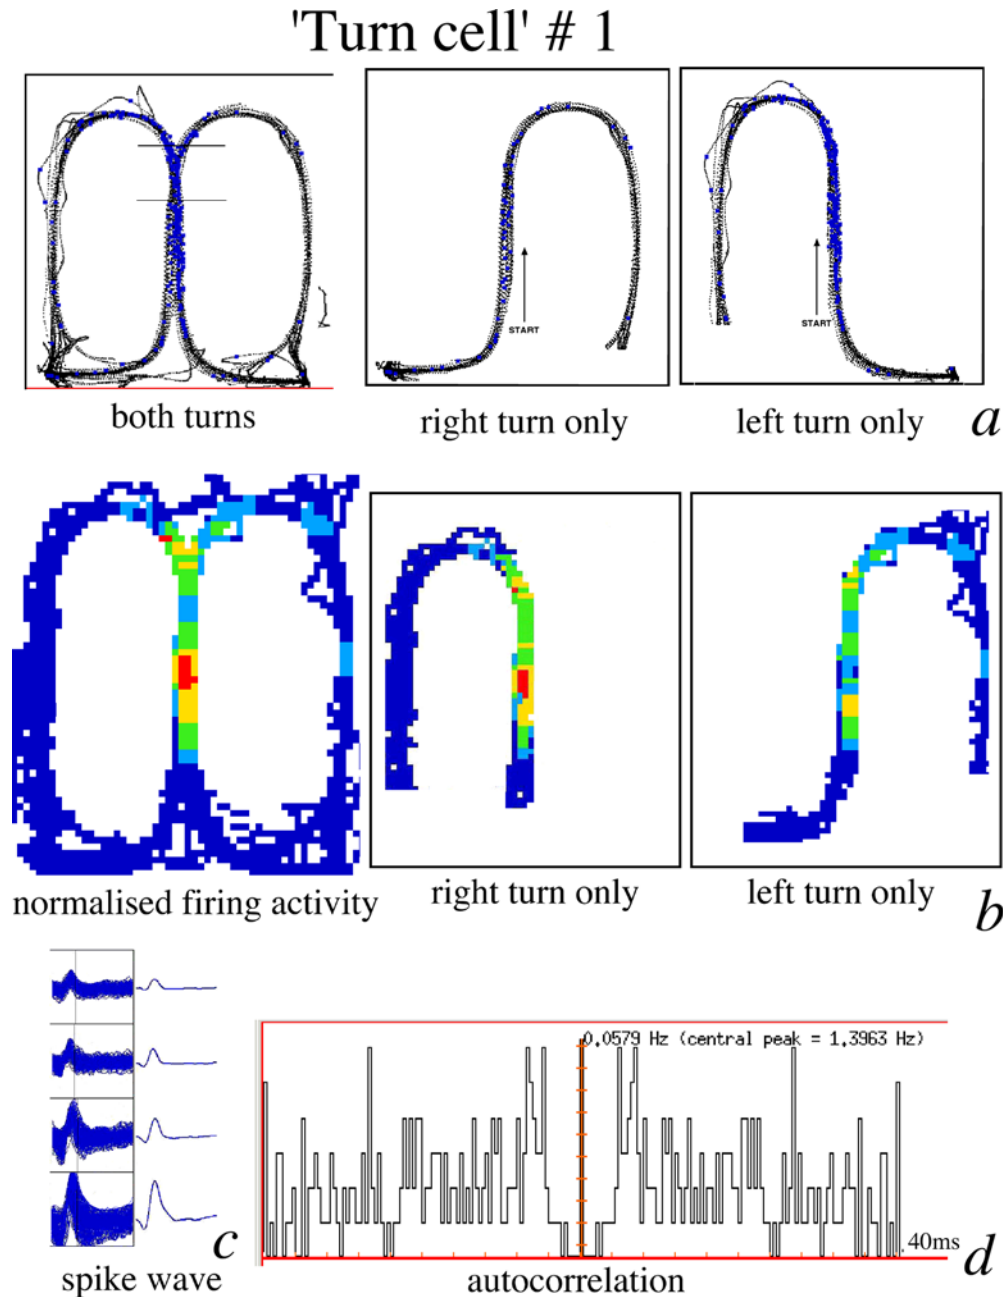 'Turn cell' # 1
START
START
both turns
right turn only
left turn only
a
normalised firing activity
right turn only
left turn only
b
0.0579 Hz (central peak = 1.3963 Hz)
40ms
c
d
spike wave
autocorrelation